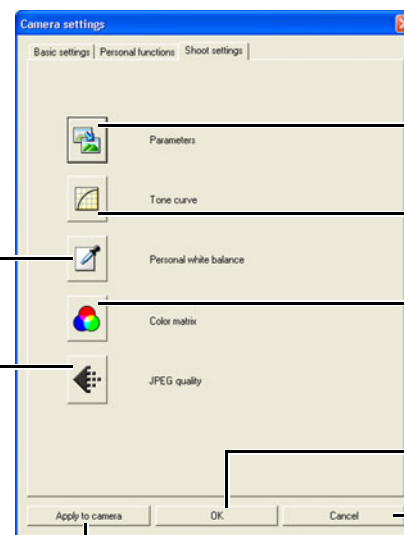 Camera settings
Basic settings Personal functions Shoot settings
Parameters
Tone curve
Personal white balance
Color matrix
JPEG quality
Apply to camera OK Cancel